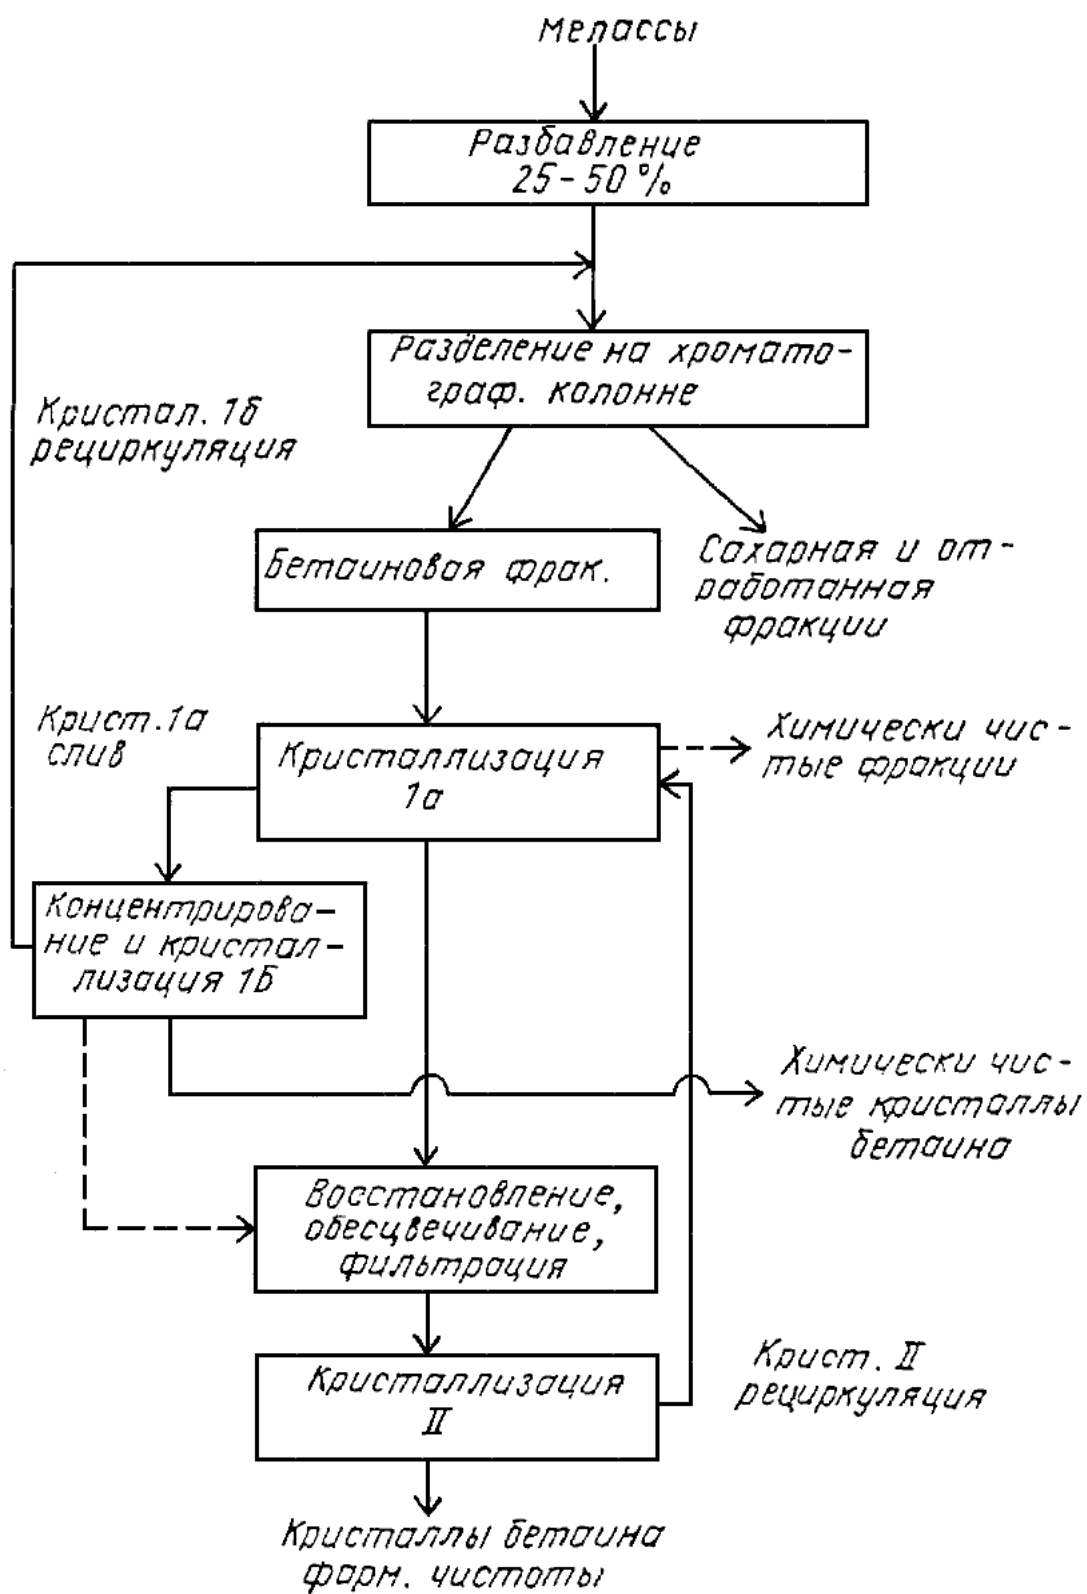 Мелассы
Разбавление
25-50%
Разделение на хромато-
граф. колонне
Кристал. 1б
рециркуляция
Бетаиновая фрак.
Сахарная и от-
работанная
фракции
Крист. 1а
слив
Кристаллизация
1а
Химически чис-
тые фракции
Концентрирова-
ние и кристал-
лизация 1Б
Химически чис-
тые кристаллы
бетаина
Восстановление,
обесцвечивание,
фильтрация
Кристаллизация
II
Крист. II
рециркуляция
Кристаллы бетаина
фарм. чистоты